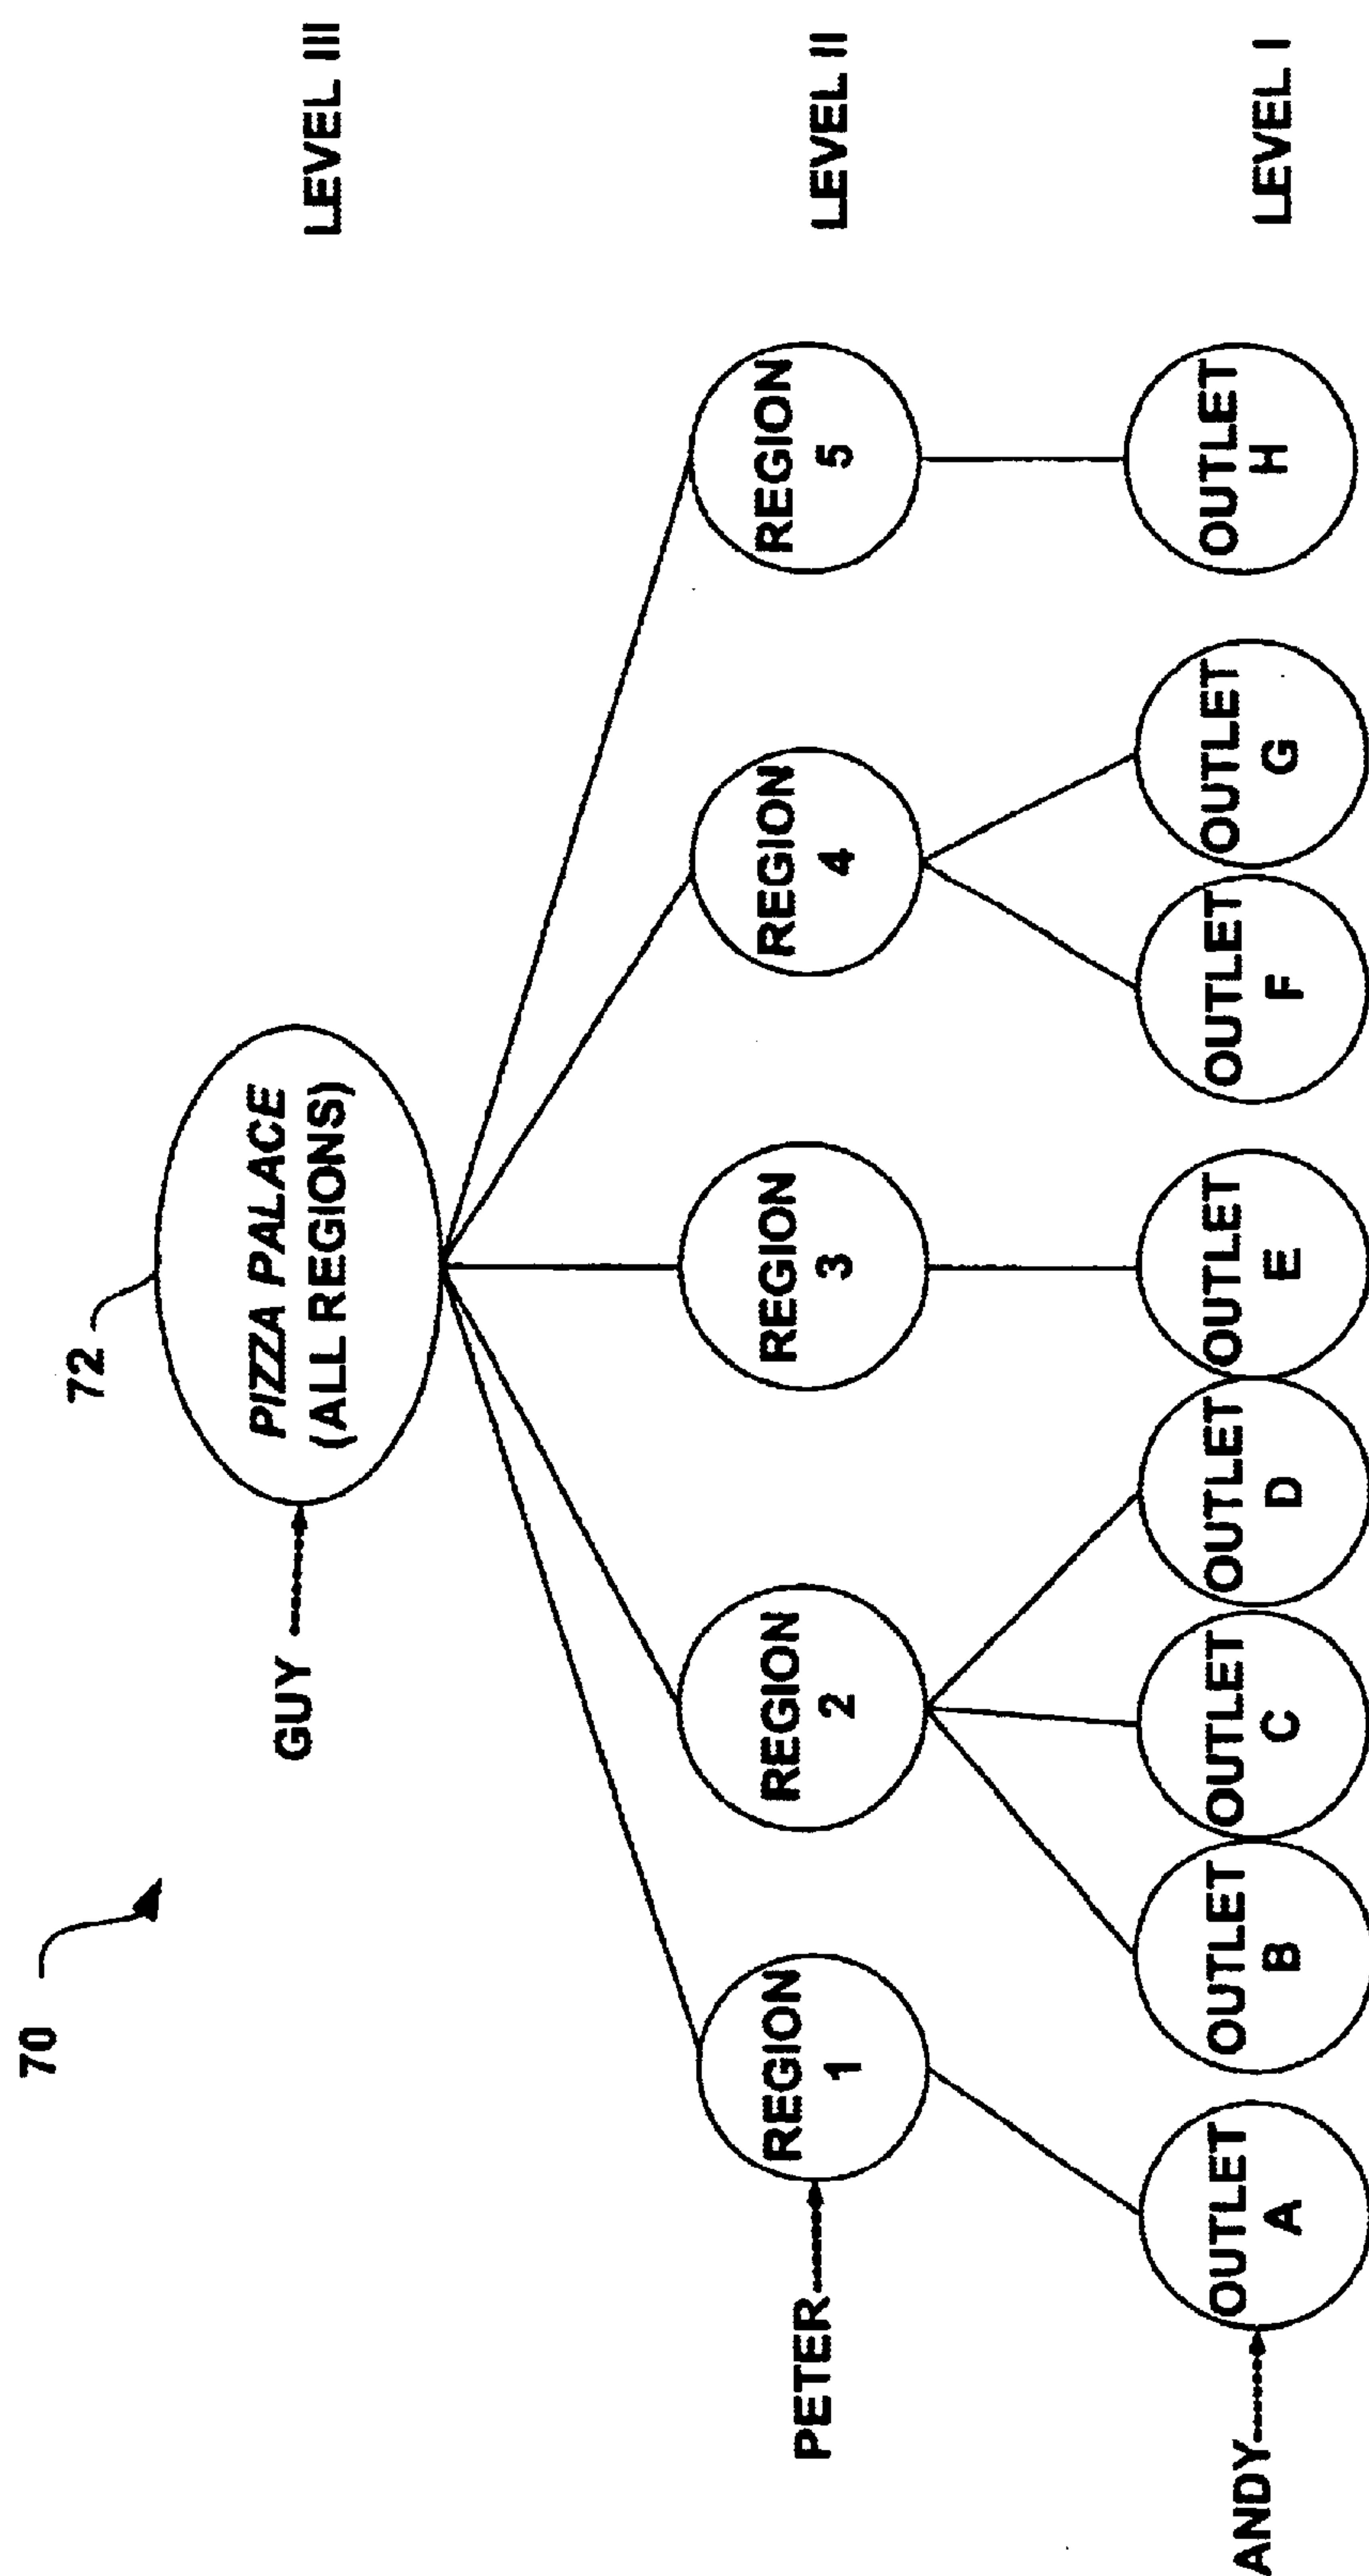 70
72
GUY
PIZZA PALACE
(ALL REGIONS)
LEVEL III
PETER
REGION
1
REGION
2
REGION
3
REGION
4
REGION
5
LEVEL II
ANDY
OUTLET
A
OUTLET
B
OUTLET
C
OUTLET
D
OUTLET
E
OUTLET
F
OUTLET
G
OUTLET
H
LEVEL I